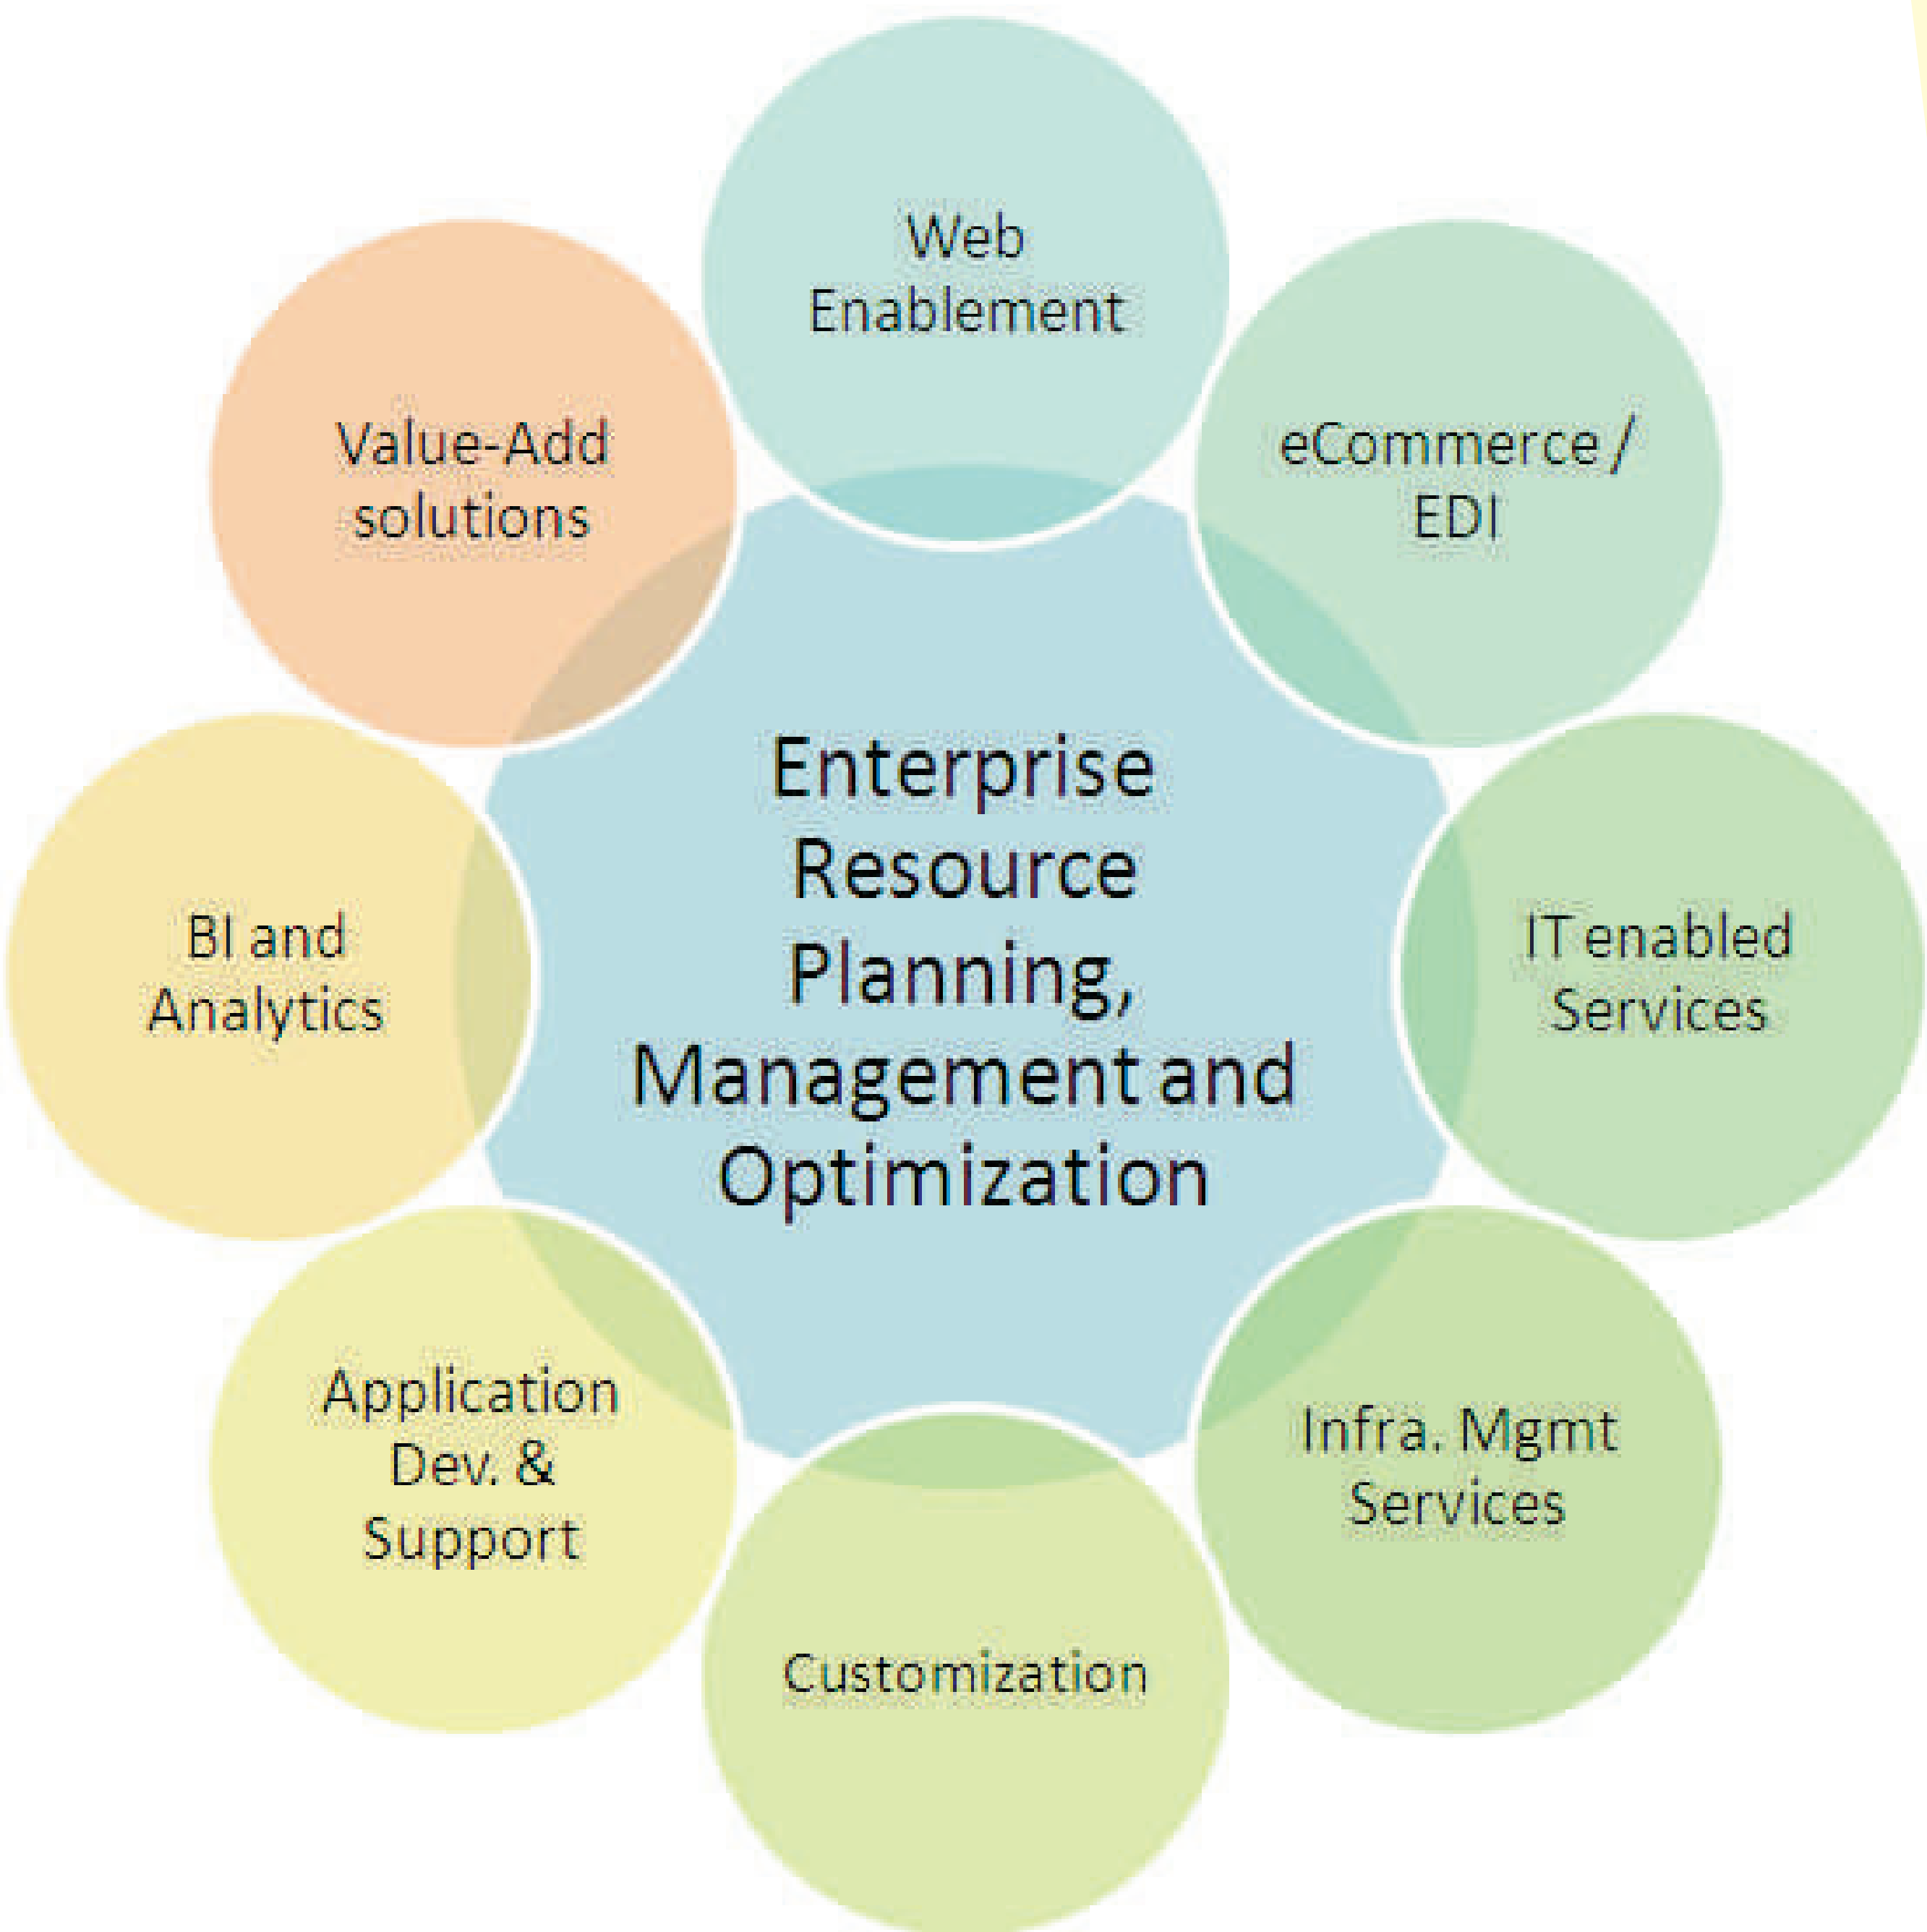 Web
Enablement
eCommerce /
EDI
IT enabled
Services
Infra. Mgmt
Services
Customization
Application
Dev. &
Support
BI and
Analytics
Value-Add
solutions
Enterprise
Resource
Planning,
Management and
Optimization